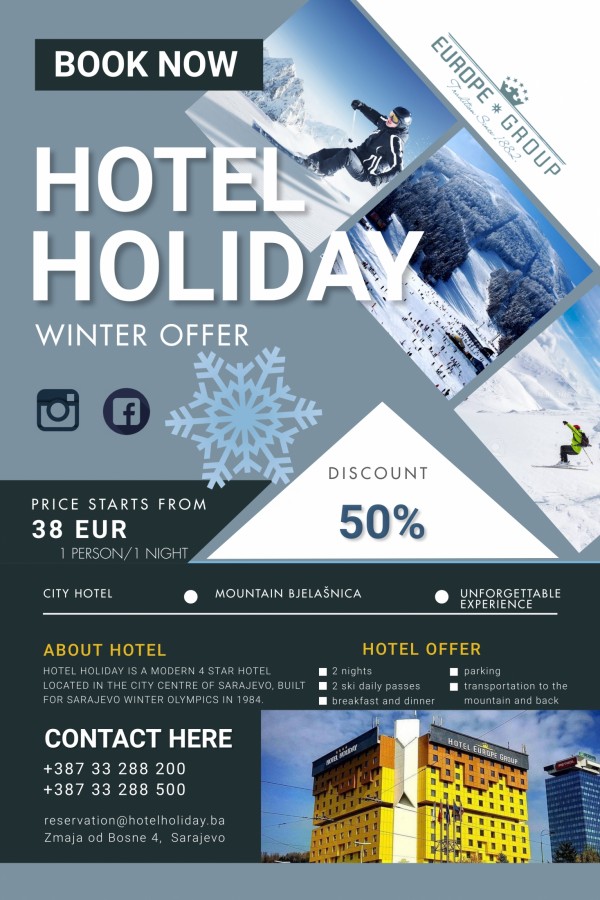 BOOK NOW
EUROPE GROUP
Tradition Since 1882.
HOTEL
HOLIDAY
WINTER OFFER
DISCOUNT
50%
PRICE STARTS FROM
38 EUR
1 PERSON/1 NIGHT
CITY HOTEL
MOUNTAIN BJELAŠNICA
UNFORGETTABLE
EXPERIENCE
ABOUT HOTEL
HOTEL HOLIDAY IS A MODERN 4 STAR HOTEL
LOCATED IN THE CITY CENTRE OF SARAJEVO, BUILT
FOR SARAJEVO WINTER OLYMPICS IN 1984.
HOTEL OFFER
2 nights
2 ski daily passes
breakfast and dinner
parking
transportation to the
mountain and back
CONTACT HERE
+387 33 288 200
+387 33 288 500
reservation@hotelholiday.ba
Zmaja od Bosne 4, Sarajevo
HOTEL HOLIDAY
HOTEL EUROPE GROUP